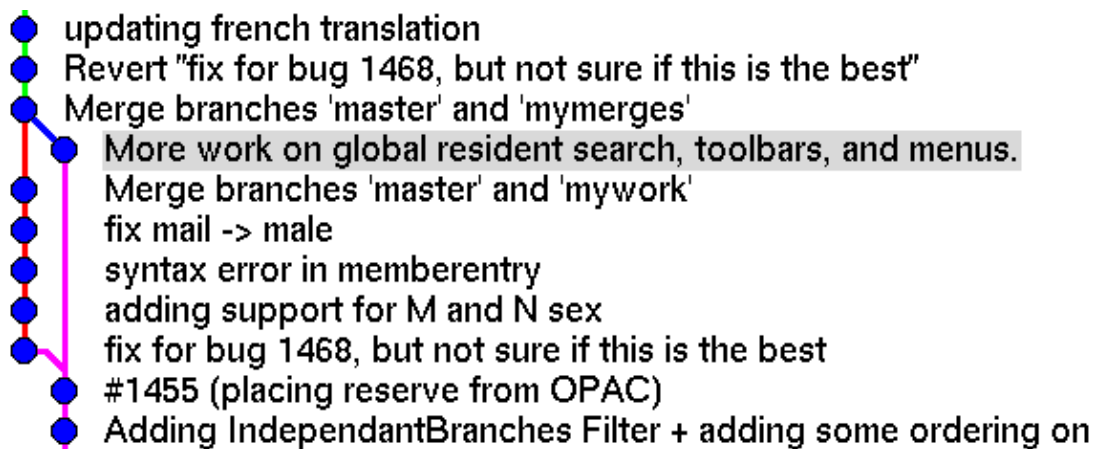 updating french translation
Revert "fix for bug 1468, but not sure if this is the best"
Merge branches 'master' and 'mymerges'
More work on global resident search, toolbars, and menus.
Merge branches 'master' and 'mywork'
fix mail -> male
syntax error in memberentry
adding support for M and N sex
fix for bug 1468, but not sure if this is the best
#1455 (placing reserve from OPAC)
Adding IndependantBranches Filter + adding some ordering on